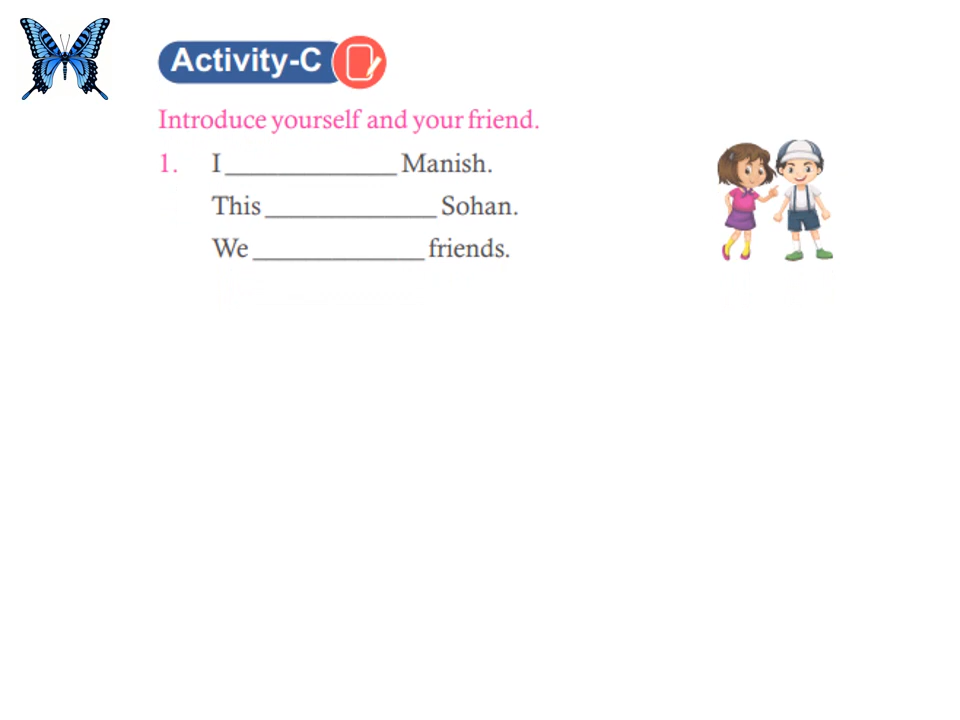 Activity-C
Introduce yourself and your friend.
1. I _____________ Manish.
This _____________ Sohan.
We _____________ friends.